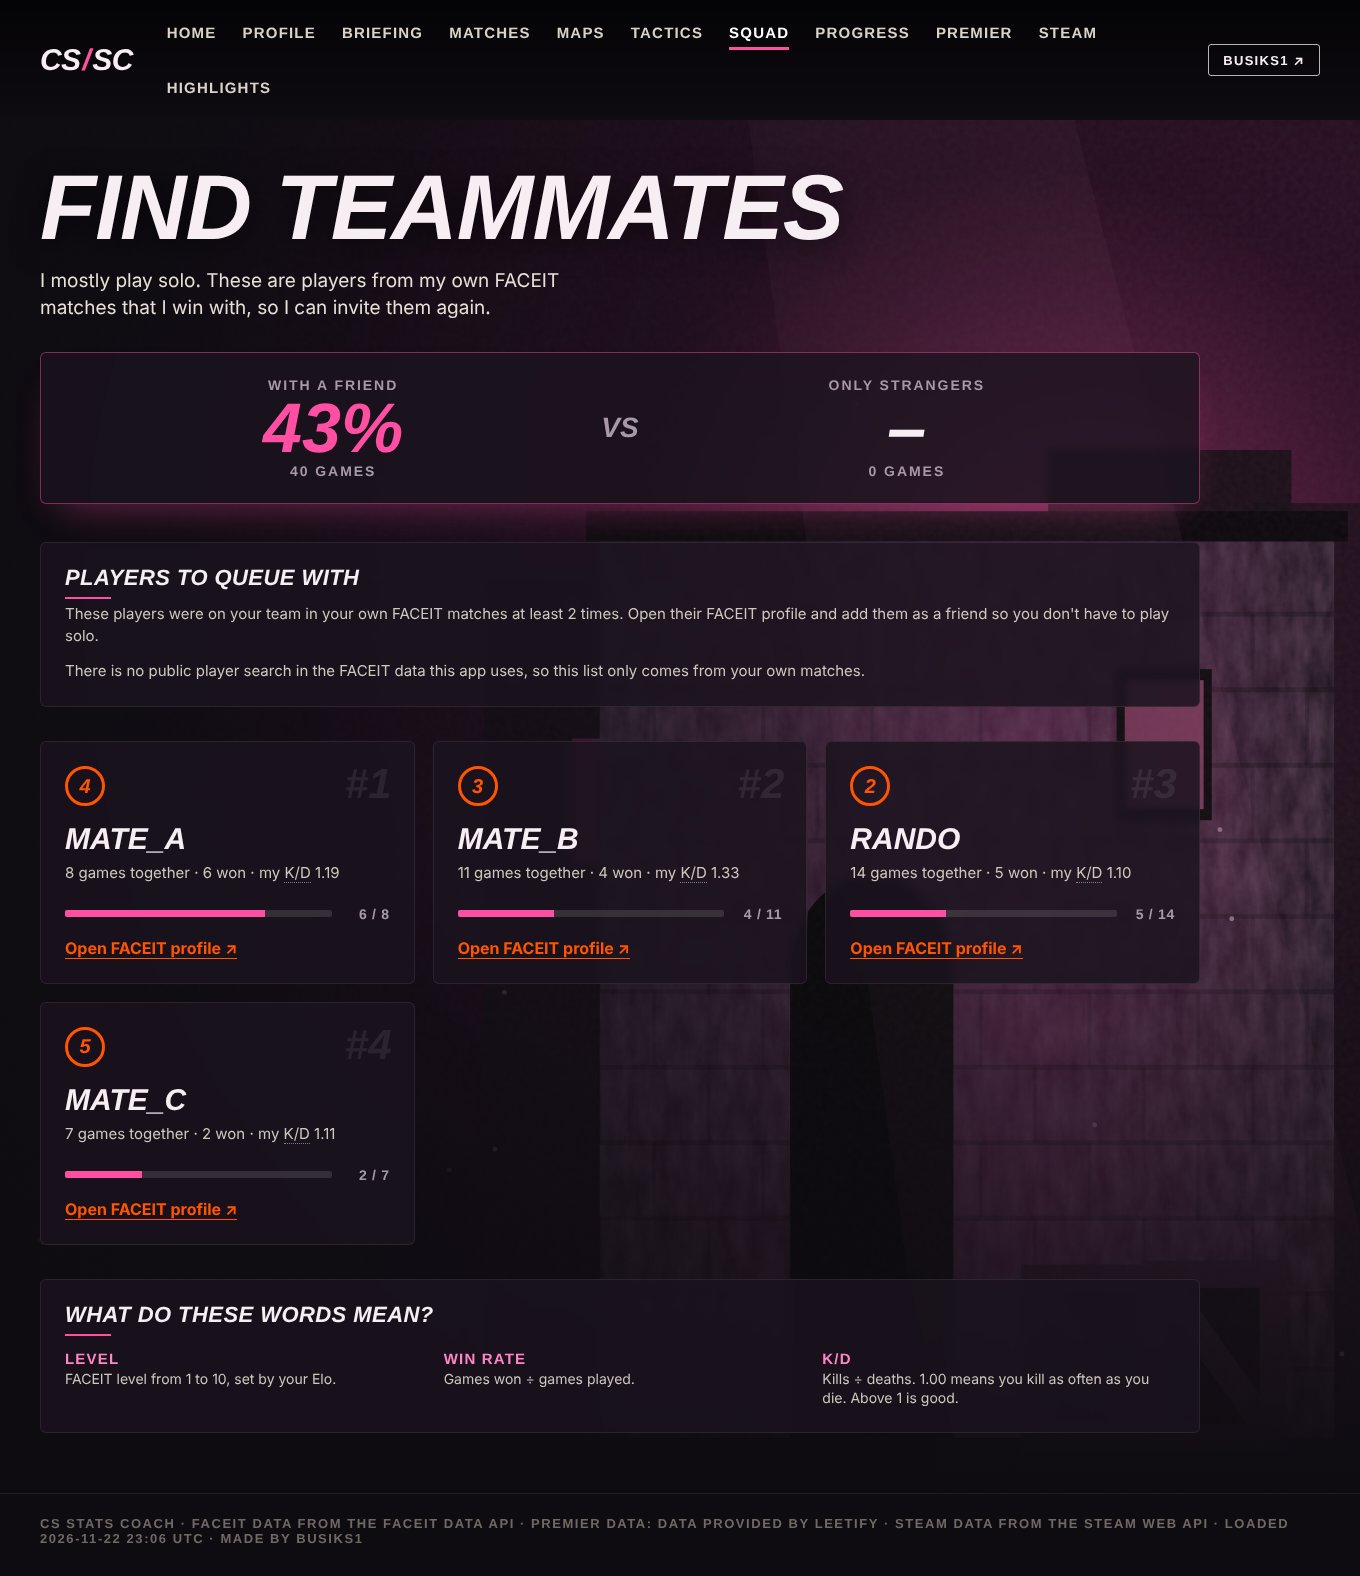 CS/SC
HOME PROFILE BRIEFING MATCHES MAPS TACTICS SQUAD PROGRESS PREMIER STEAM
HIGHLIGHTS
BUSIKS1 ↗
FIND TEAMMATES
I mostly play solo. These are players from my own FACEIT
matches that I win with, so I can invite them again.
WITH A FRIEND
43%
40 GAMES
VS
ONLY STRANGERS
–
0 GAMES
PLAYERS TO QUEUE WITH
These players were on your team in your own FACEIT matches at least 2 times. Open their FACEIT profile and add them as a friend so you don't have to play
solo.
There is no public player search in the FACEIT data this app uses, so this list only comes from your own matches.
4 #1
MATE_A
8 games together · 6 won · my K/D 1.19
6 / 8
Open FACEIT profile ↗
3 #2
MATE_B
11 games together · 4 won · my K/D 1.33
4 / 11
Open FACEIT profile ↗
2 #3
RANDO
14 games together · 5 won · my K/D 1.10
5 / 14
Open FACEIT profile ↗
5 #4
MATE_C
7 games together · 2 won · my K/D 1.11
2 / 7
Open FACEIT profile ↗
WHAT DO THESE WORDS MEAN?
LEVEL
FACEIT level from 1 to 10, set by your Elo.
WIN RATE
Games won ÷ games played.
K/D
Kills ÷ deaths. 1.00 means you kill as often as you
die. Above 1 is good.
CS STATS COACH · FACEIT DATA FROM THE FACEIT DATA API · PREMIER DATA: DATA PROVIDED BY LEETIFY · STEAM DATA FROM THE STEAM WEB API · LOADED
2026-11-22 23:06 UTC · MADE BY BUSIKS1